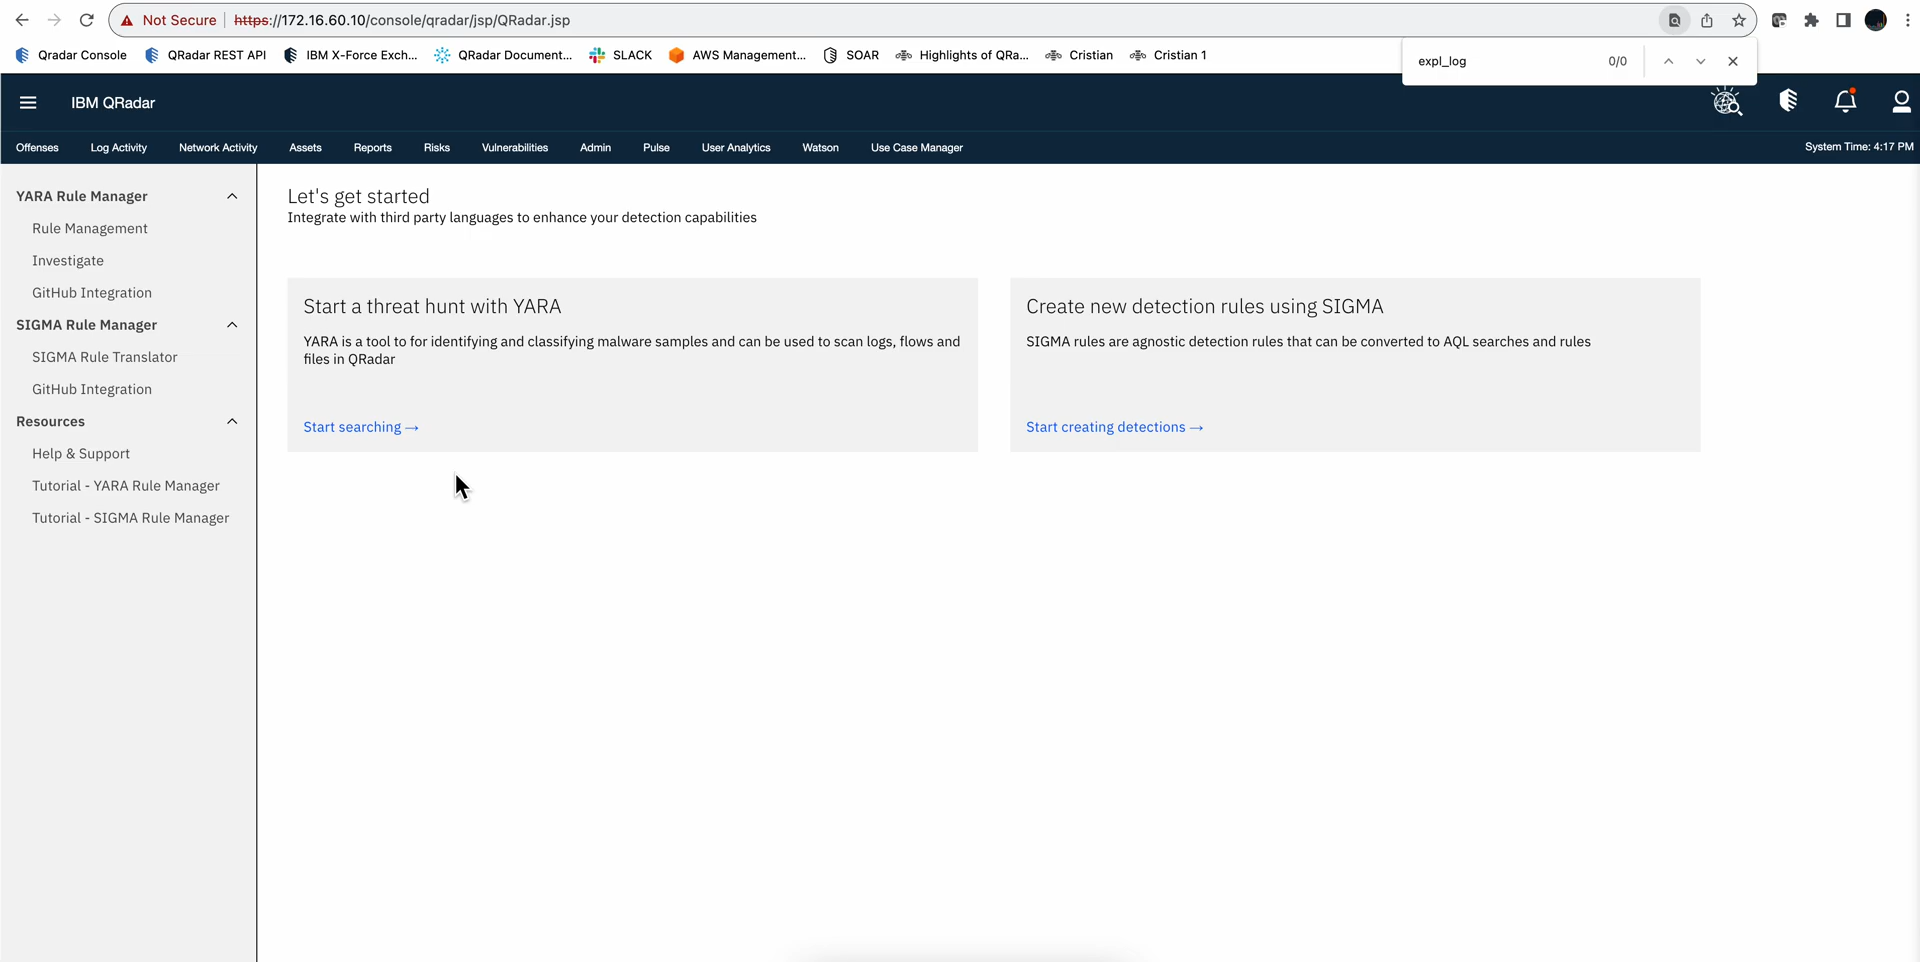 Not Secure https://172.16.60.10/console/qradar/jsp/QRadar.jsp
Qradar Console QRadar REST API IBM X-Force Exch... QRadar Document... SLACK AWS Management... SOAR Highlights of QRa... Cristian Cristian 1
expl_log 0/0
IBM QRadar
Offenses Log Activity Network Activity Assets Reports Risks Vulnerabilities Admin Pulse User Analytics Watson Use Case Manager System Time: 4:17 PM
YARA Rule Manager
Rule Management
Investigate
GitHub Integration
SIGMA Rule Manager
SIGMA Rule Translator
GitHub Integration
Resources
Help & Support
Tutorial - YARA Rule Manager
Tutorial - SIGMA Rule Manager
Let's get started
Integrate with third party languages to enhance your detection capabilities
Start a threat hunt with YARA
YARA is a tool to for identifying and classifying malware samples and can be used to scan logs, flows and
files in QRadar
Start searching →
Create new detection rules using SIGMA
SIGMA rules are agnostic detection rules that can be converted to AQL searches and rules
Start creating detections →